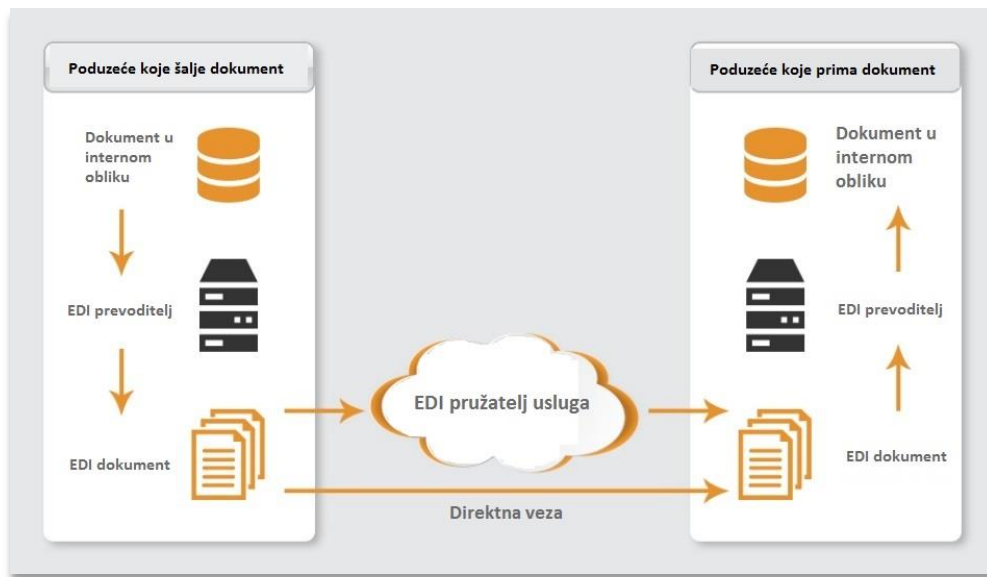 Poduzeće koje šalje dokument
Dokument u
internom
obliku
EDI prevoditelj
EDI dokument
EDI pružatelj usluga
Direktna veza
Poduzeće koje prima dokument
Dokument u
internom
obliku
EDI prevoditelj
EDI dokument